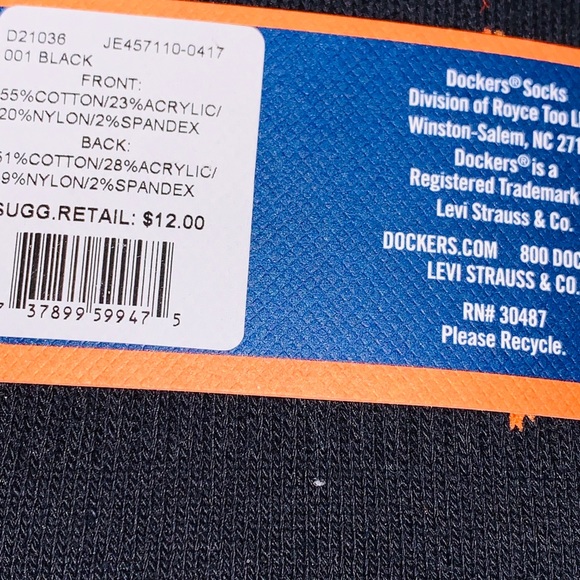 D21036 JE457110-0417
001 BLACK
FRONT:
55%COTTON/23%ACRYLIC/
20%NYLON/2%SPANDEX
BACK:
51%COTTON/28%ACRYLIC/
9%NYLON/2%SPANDEX
SUGG.RETAIL: $12.00
37899 59947 5
Dockers® Socks
Division of Royce Too
Winston-Salem, NC
Dockers® is a
Registered Trademark
Levi Strauss & Co.
DOCKERS.COM 800
LEVI STRAUSS & CO.
RN# 30487
Please Recycle.